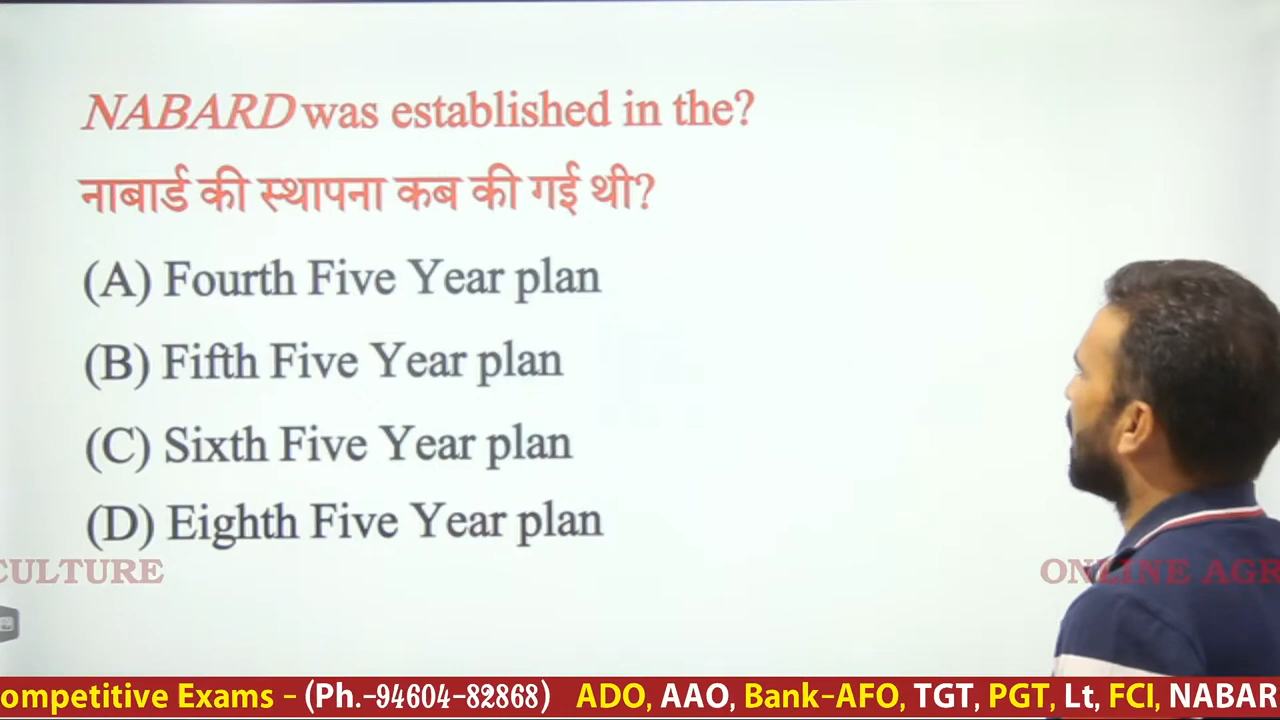 NABARD was established in the?
नाबार्ड की स्थापना कब की गई थी?
(A) Fourth Five Year plan
(B) Fifth Five Year plan
(C) Sixth Five Year plan
(D) Eighth Five Year plan
CULTURE
ONLINE AGR
ompetitive Exams - (Ph.-94604-82868) ADO, AAO, Bank-AFO, TGT, PGT, Lt, FCI, NABAR